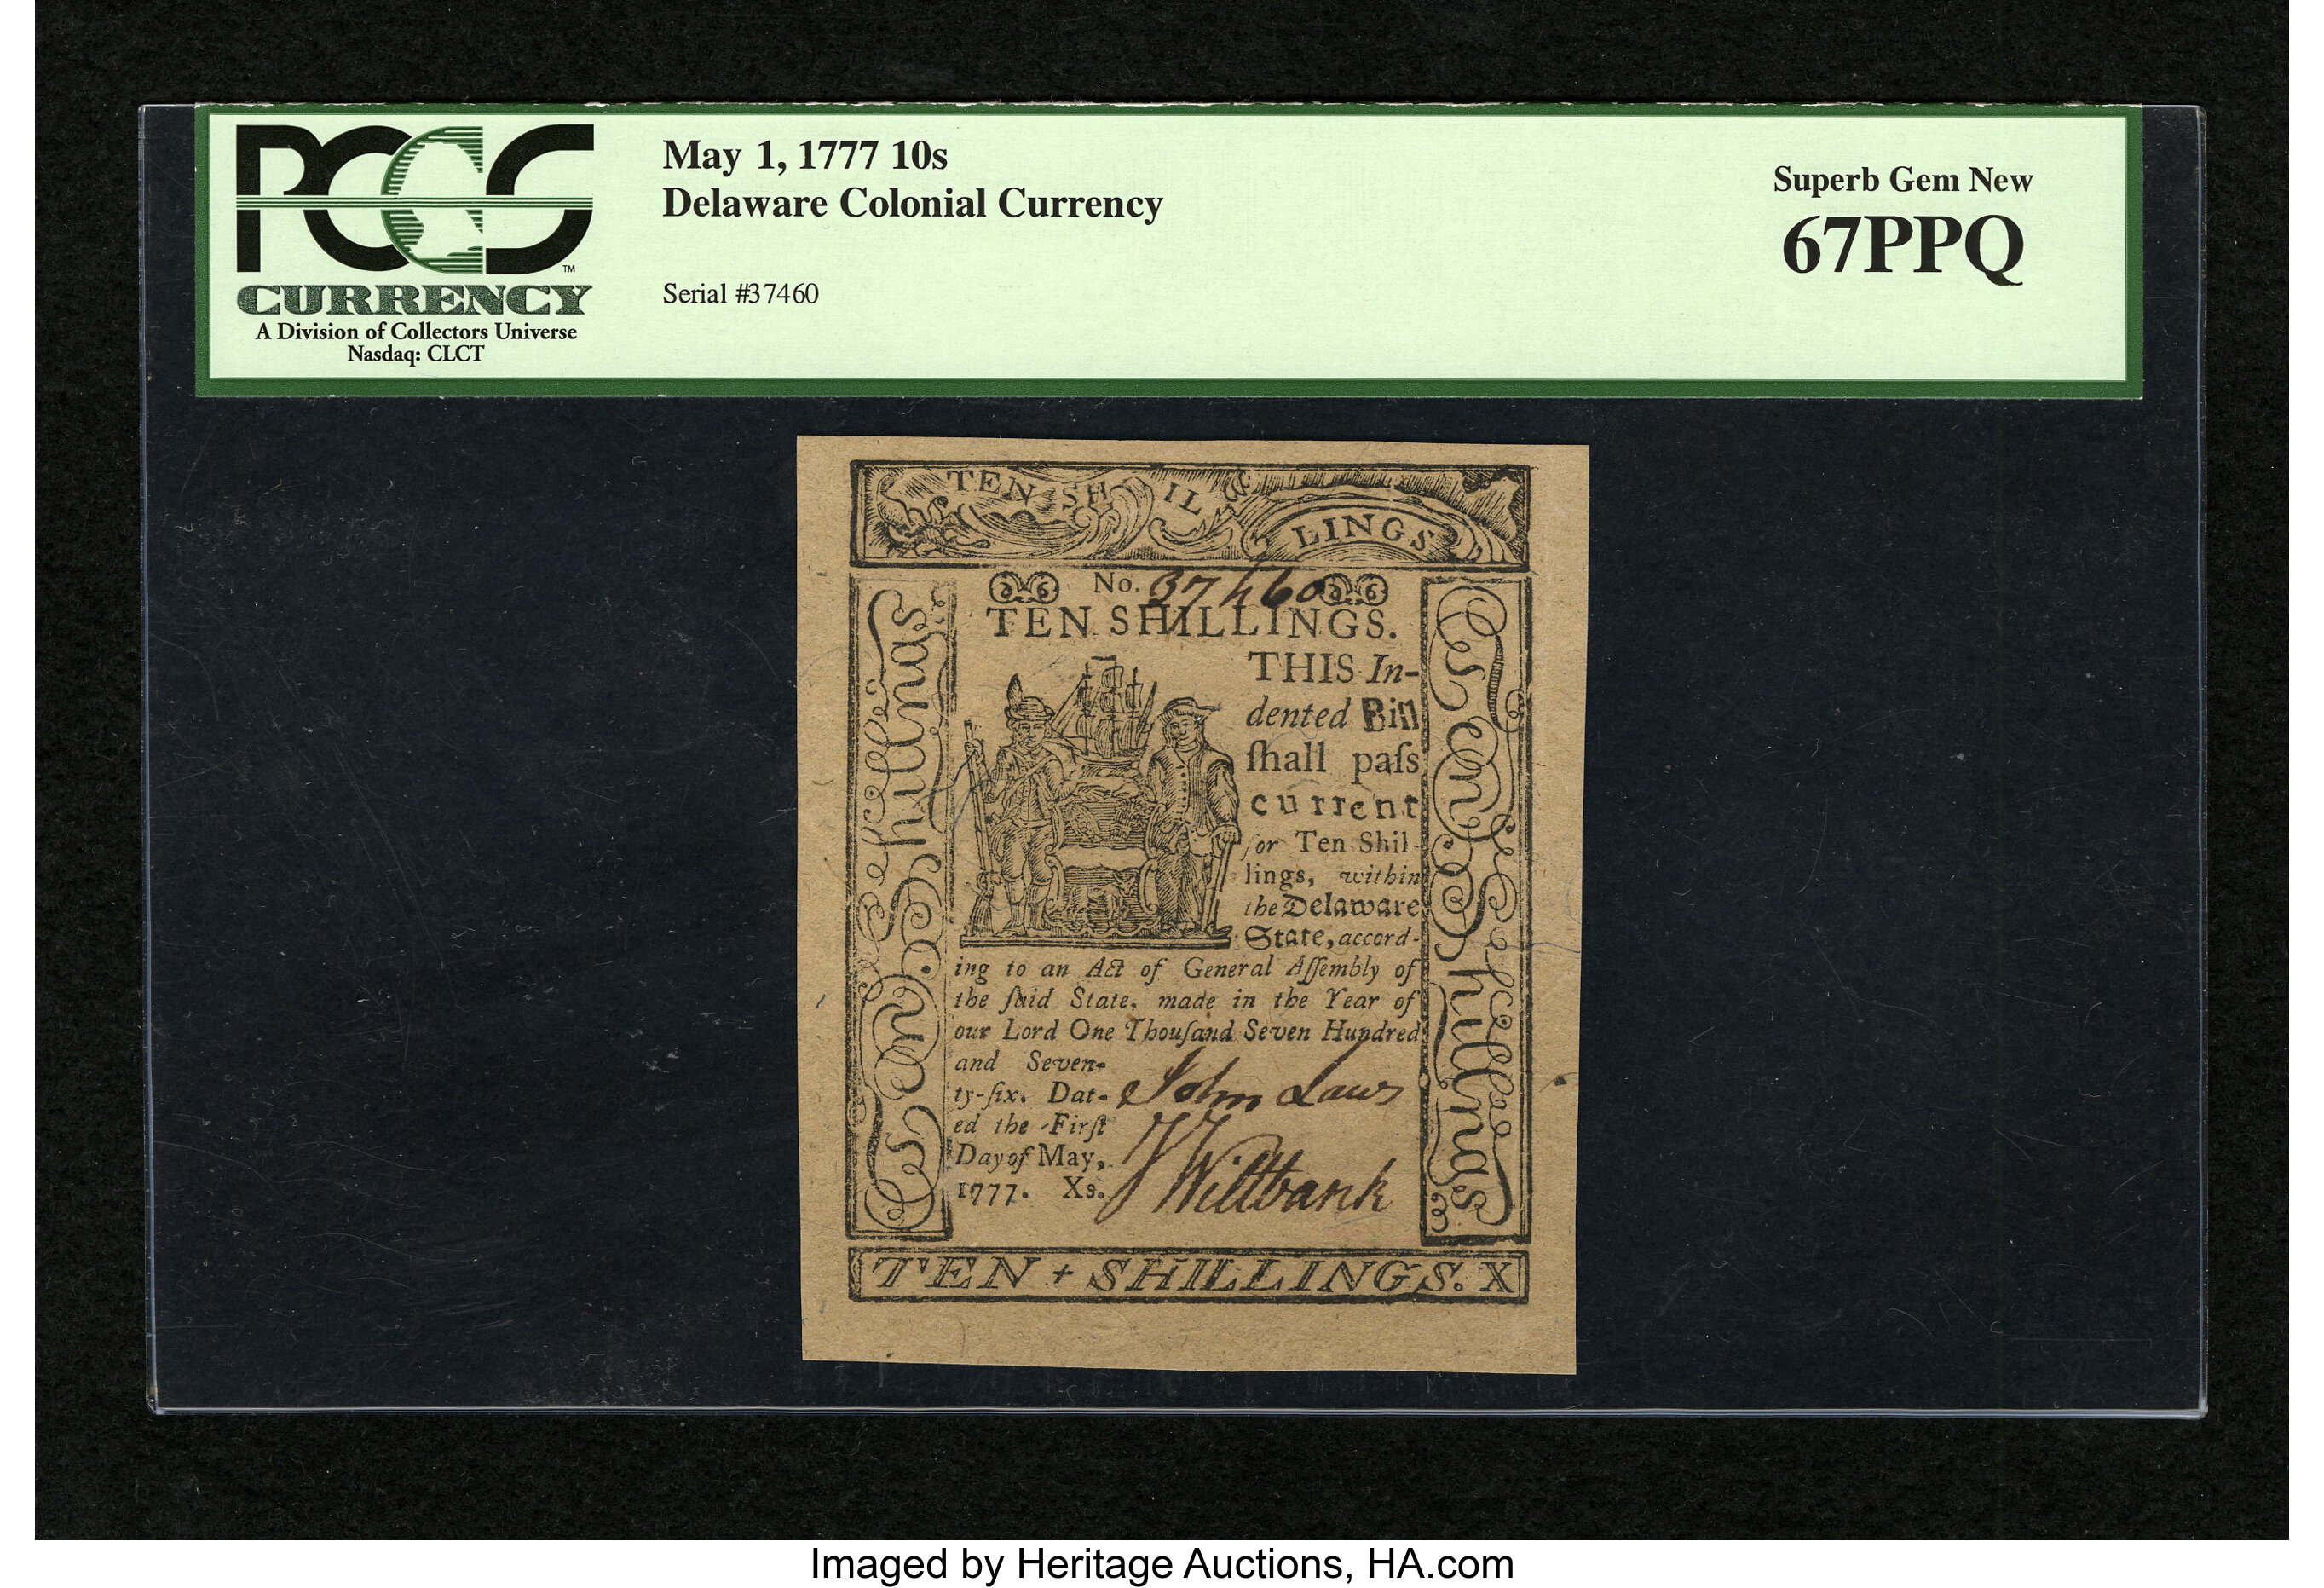 PCGS
CURRENCY
A Division of Collectors Universe
Nasdaq: CLCT
May 1, 1777 10s
Delaware Colonial Currency
Serial #37460
Superb Gem New
67PPQ
TEN SHIL
LINGS
No. 37460
TEN SHILLINGS.
Ten Shillings
THIS In-
dented Bill
ſhall paſs
current
for Ten Shil-
lings, within
the Delaware
State, accord-
ing to an Act of General Aſſembly of
the ſaid State, made in the Year of
our Lord One Thouſand Seven Hundred
and Seven-
ty-ſix. Dat-
ed the Firſt
Day of May,
1777. Xs.
John Laws
J Wiltbank
Ten Shillings
TEN + SHILLINGS. X
Imaged by Heritage Auctions, HA.com